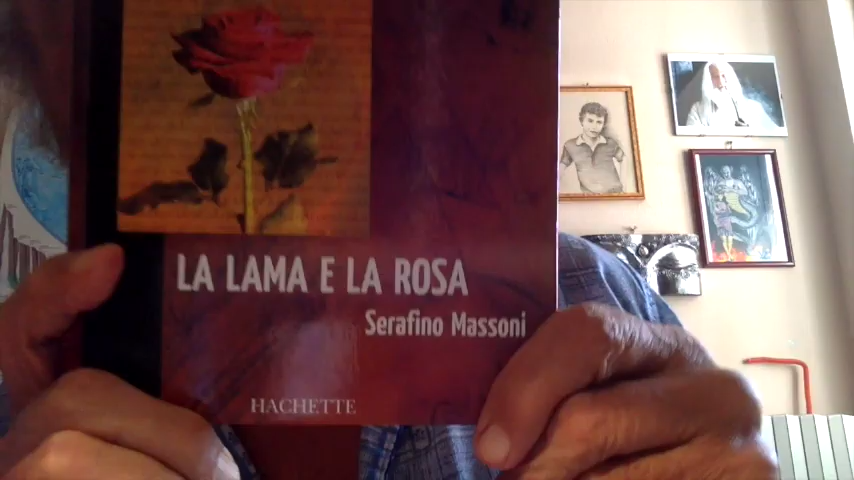 LA LAMA E LA ROSA
Serafino Massoni
HACHETTE